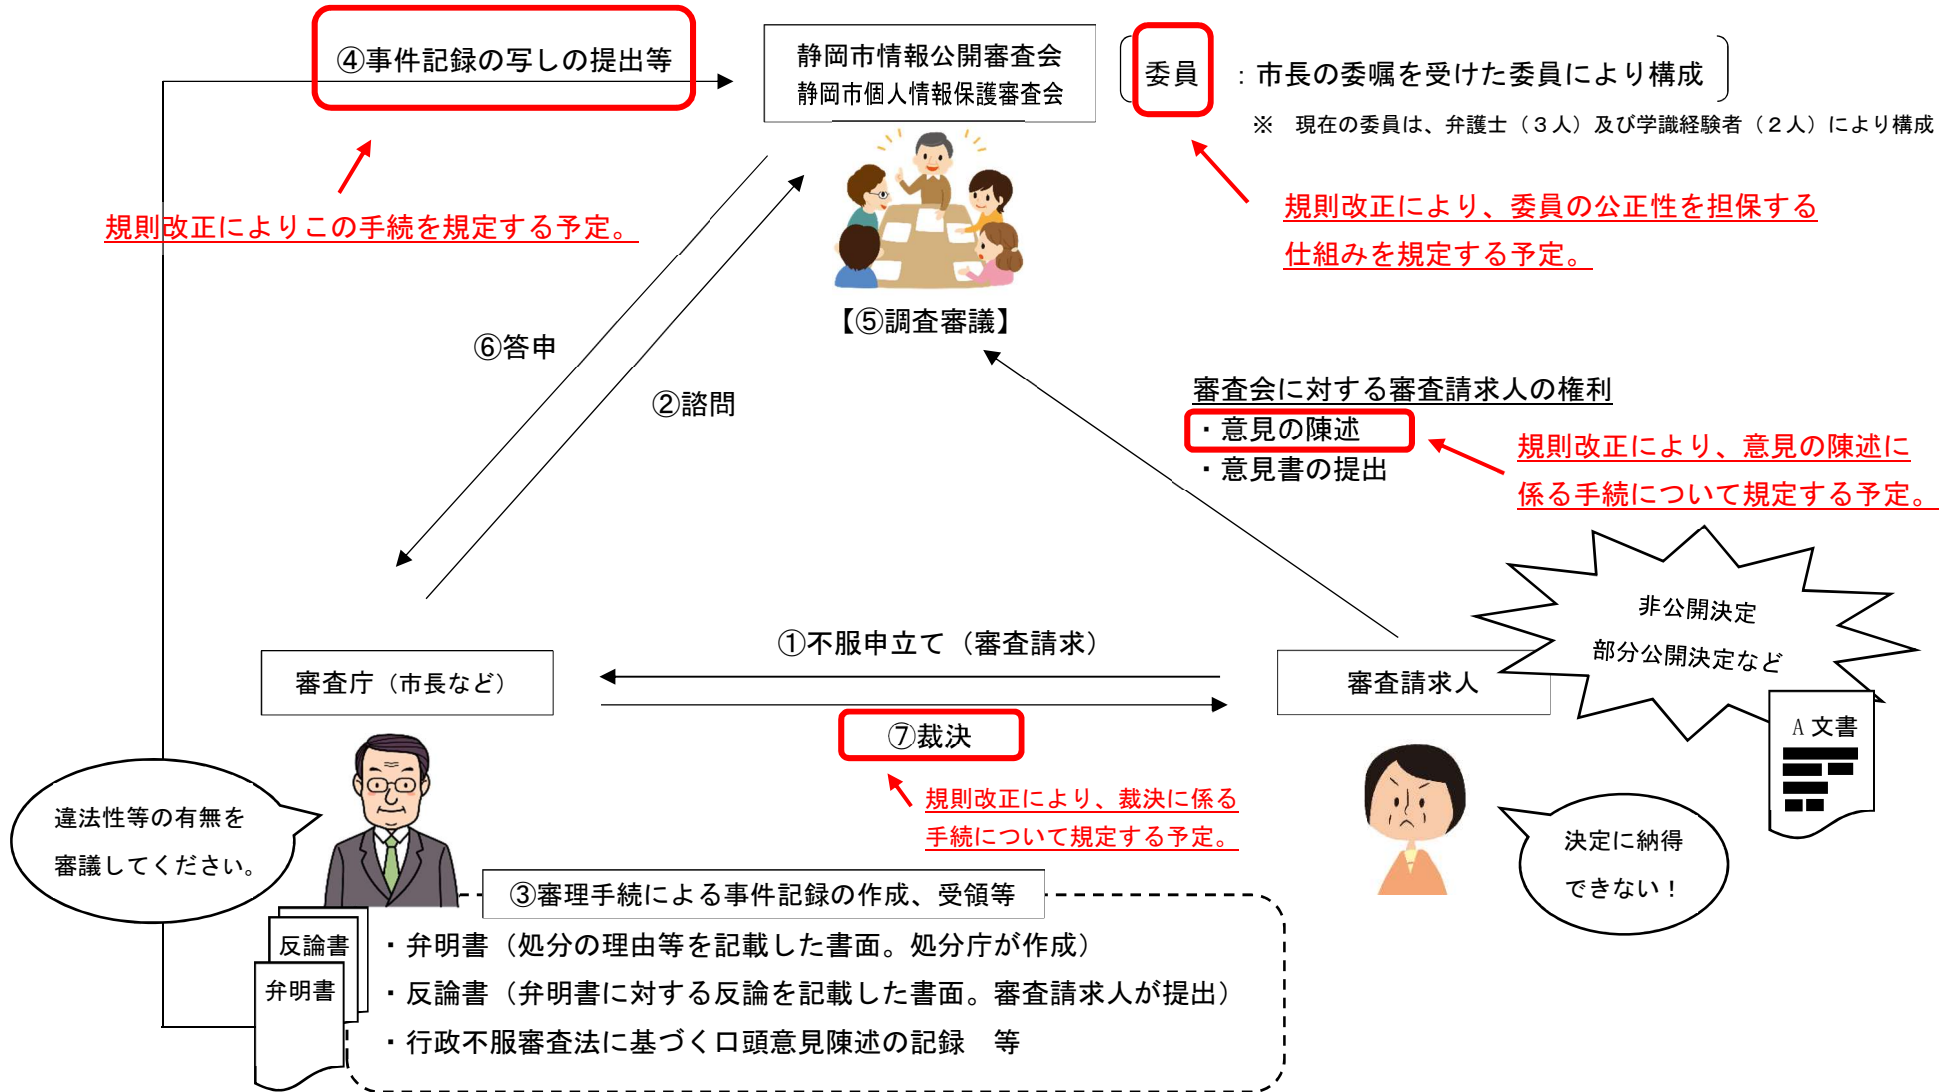 ④事件記録の写しの提出等
静岡市情報公開審査会
静岡市個人情報保護審査会
委員 ：市長の委嘱を受けた委員により構成
※ 現在の委員は、弁護士（３人）及び学識経験者（２人）により構成
規則改正によりこの手続を規定する予定。
規則改正により、委員の公正性を担保する
仕組みを規定する予定。
【⑤調査審議】
⑥答申
②諮問
審査会に対する審査請求人の権利
・意見の陳述
・意見書の提出
規則改正により、意見の陳述に
係る手続について規定する予定。
非公開決定
部分公開決定など
①不服申立て（審査請求）
審査庁（市長など）
審査請求人
⑦裁決
A 文書
規則改正により、裁決に係る
手続について規定する予定。
違法性等の有無を
審議してください。
決定に納得
できない！
③審理手続による事件記録の作成、受領等
反論書
弁明書
・弁明書（処分の理由等を記載した書面。処分庁が作成）
・反論書（弁明書に対する反論を記載した書面。審査請求人が提出）
・行政不服審査法に基づく口頭意見陳述の記録 等